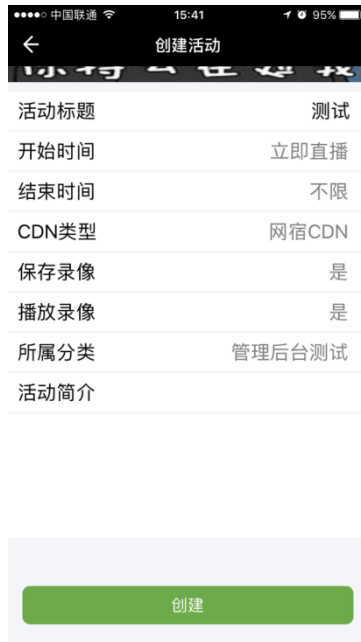 中国联通 15:41 95%
创建活动
活动标题 测试
开始时间 立即直播
结束时间 不限
CDN类型 网宿CDN
保存录像 是
播放录像 是
所属分类 管理后台测试
活动简介
创建